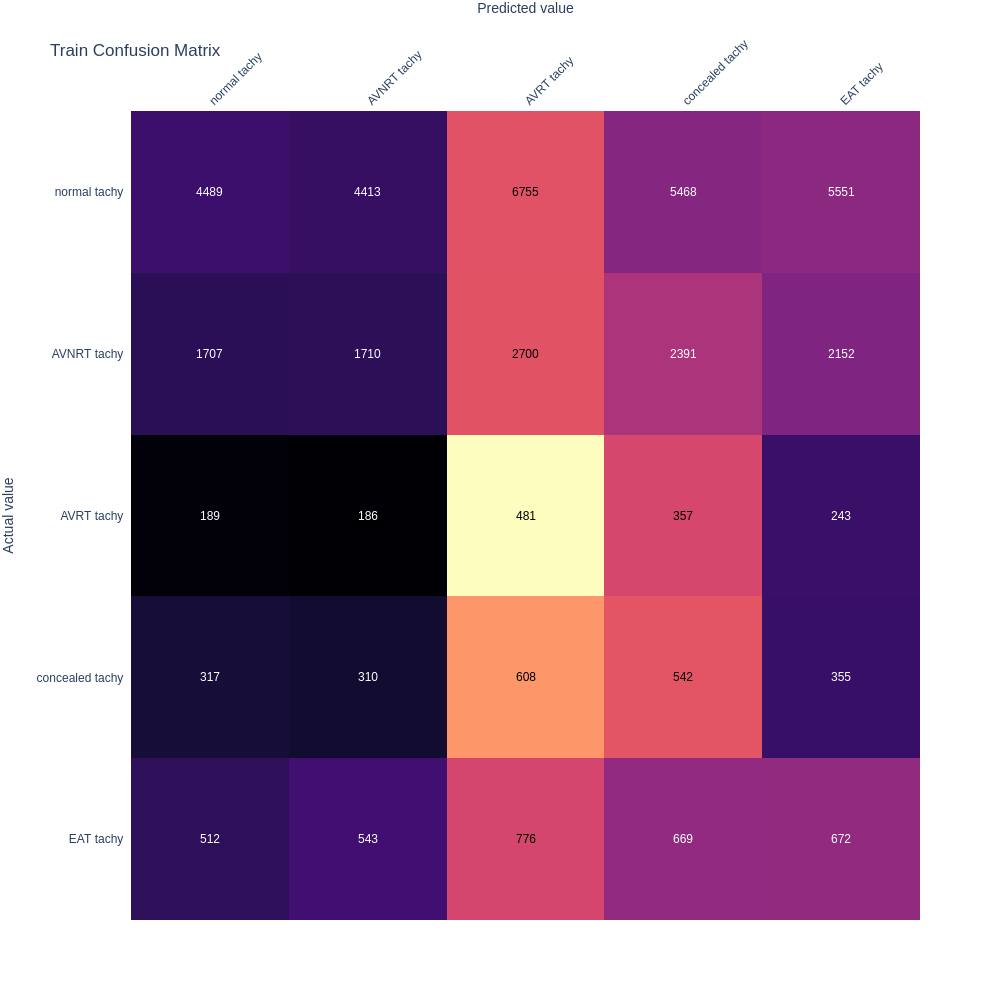 Predicted value
Train Confusion Matrix
normal tachy
AVNRT tachy
AVRT tachy
concealed tachy
EAT tachy
normal tachy 4489 4413 6755 5468 5551
AVNRT tachy 1707 1710 2700 2391 2152
AVRT tachy 189 186 481 357 243
concealed tachy 317 310 608 542 355
EAT tachy 512 543 776 669 672
Actual value